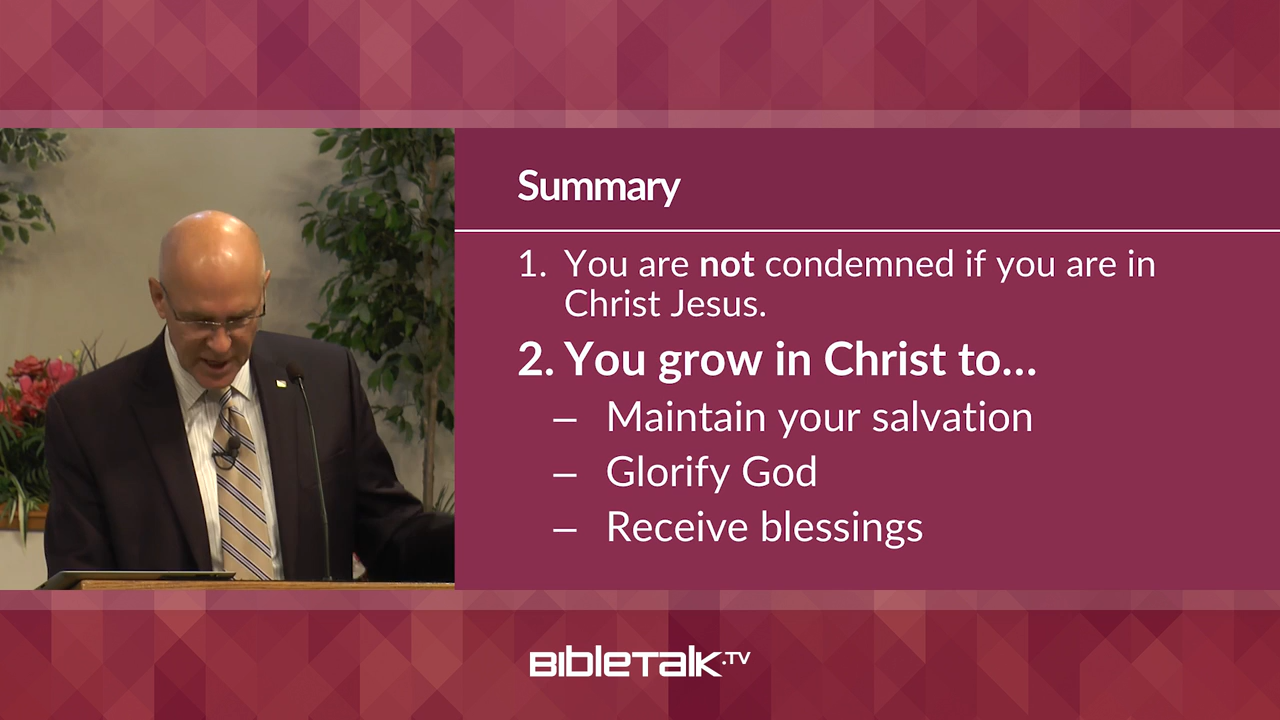 Summary
1. You are not condemned if you are in
Christ Jesus.
2. You grow in Christ to...
– Maintain your salvation
– Glorify God
– Receive blessings
BIBLETALK.TV